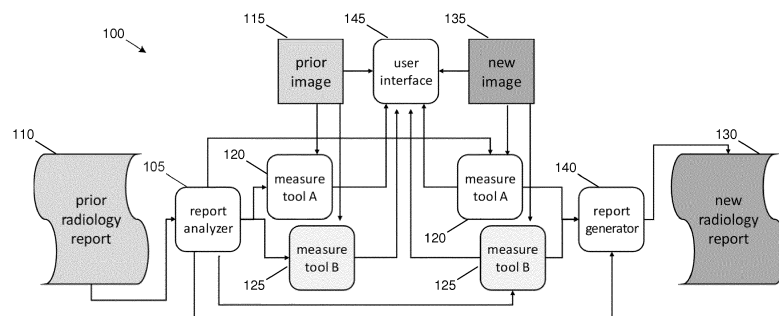 115
145
135
100
prior
image
user
interface
new
image
110
130
105
120
140
prior
radiology
report
report
analyzer
measure
tool A
measure
tool A
report
generator
new
radiology
report
120
measure
tool B
measure
tool B
125
125